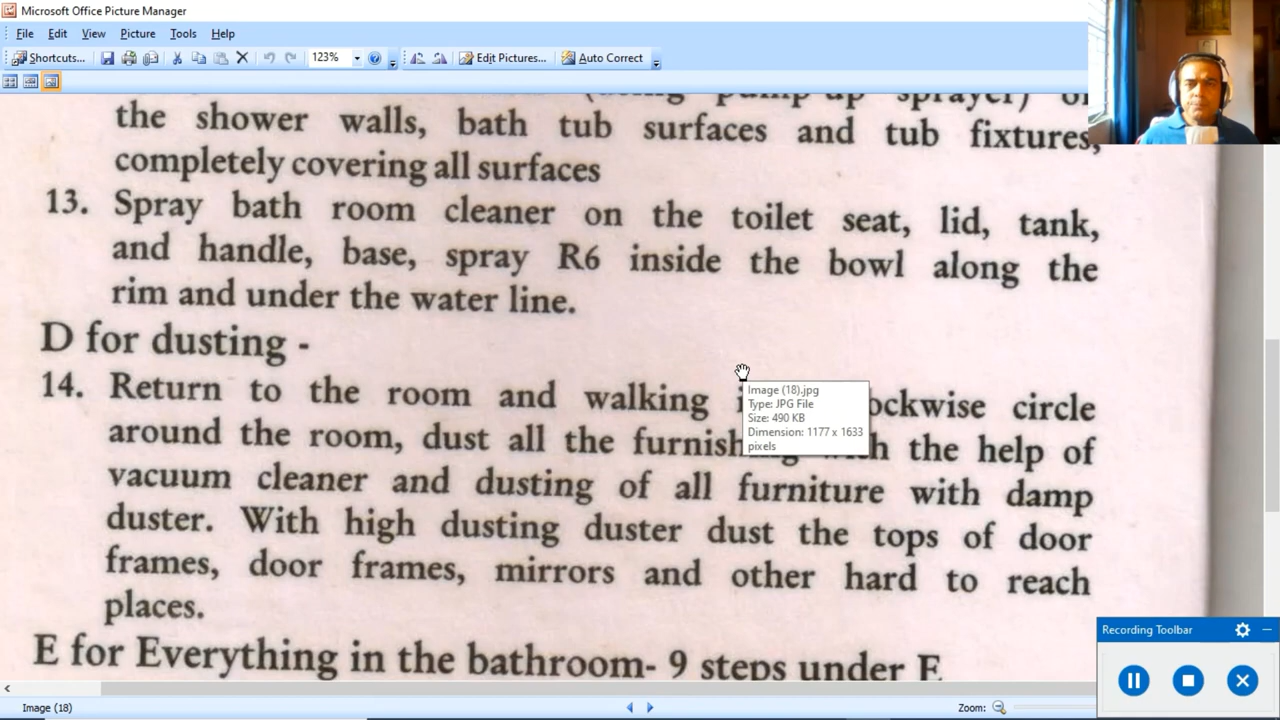 Microsoft Office Picture Manager
File Edit View Picture Tools Help
Shortcuts... 123% Edit Pictures... Auto Correct
pump-up sprayer)
the shower walls, bath tub surfaces and tub fixtures,
completely covering all surfaces
13. Spray bath room cleaner on the toilet seat, lid, tank,
and handle, base, spray R6 inside the bowl along the
rim and under the water line.
D for dusting -
14. Return to the room and walking ockwise circle
around the room, dust all the furnish the help of
vacuum cleaner and dusting of all furniture with damp
duster. With high dusting duster dust the tops of door
frames, door frames, mirrors and other hard to reach
places.
E for Everything in the bathroom- 9 steps under E
Image (18).jpg
Type: JPG File
Size: 490 KB
Dimension: 1177 x 1633
pixels
Recording Toolbar
Image (18)
Zoom: